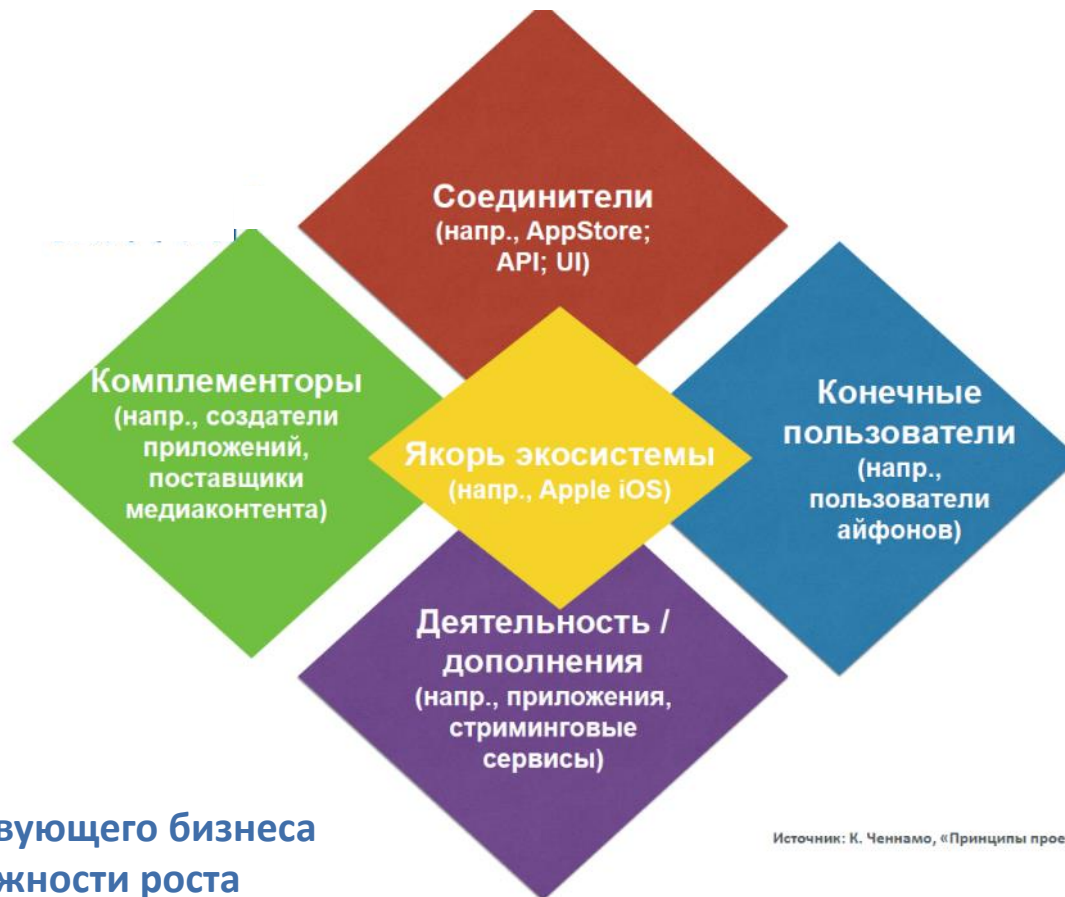 Соединители
(напр., AppStore;
API; UI)
Комплементоры
(напр., создатели
приложений,
поставщики
медиаконтента)
Якорь экосистемы
(напр., Apple iOS)
Конечные
пользователи
(напр.,
пользователи
айфонов)
Деятельность /
дополнения
(напр., приложения,
стриминговые
сервисы)
вующего бизнеса
жности роста
Источник: К. Ченнамо, «Принципы прое